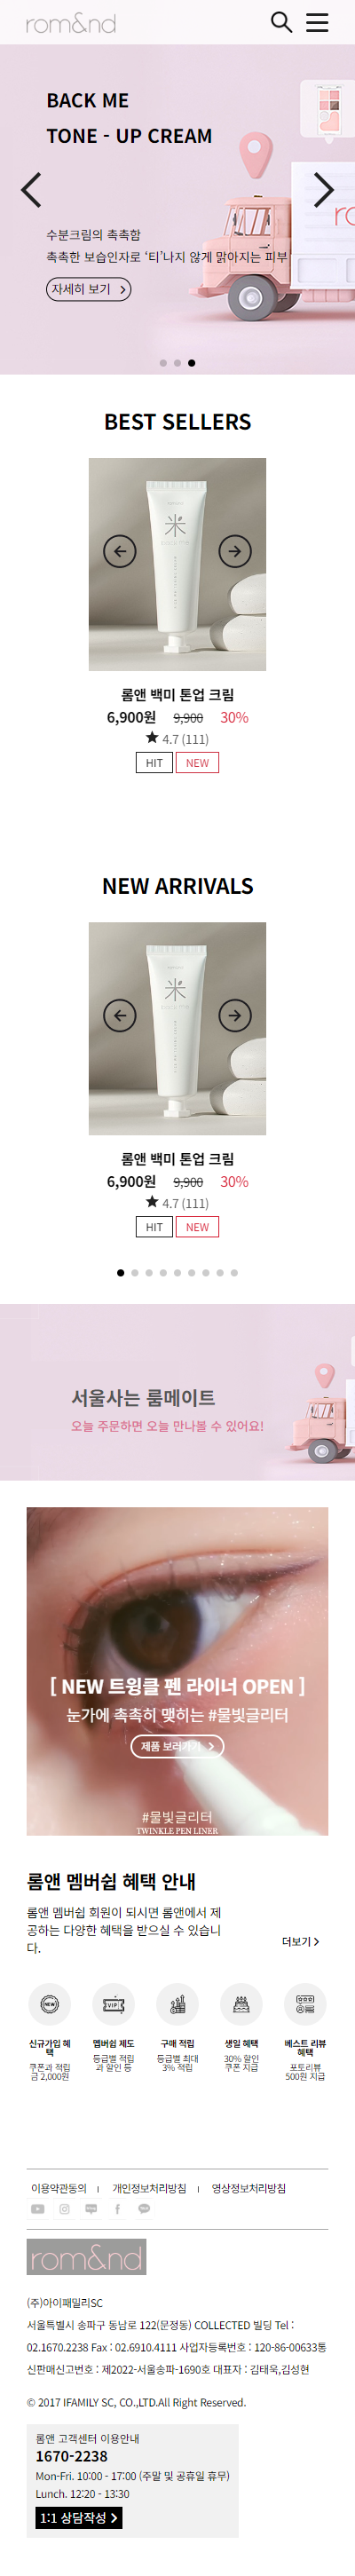 rom&nd
BACK ME
TONE - UP CREAM
수분크림의 촉촉함
촉촉한 보습인자로 ‘티’나지 않게 맑아지는 피부
자세히 보기
BEST SELLERS
米
롬앤 백미 톤업 크림
6,900원 9,900 30%
★ 4.7 (111)
HIT NEW
NEW ARRIVALS
米
롬앤 백미 톤업 크림
6,900원 9,900 30%
★ 4.7 (111)
HIT NEW
서울사는 룸메이트
오늘 주문하면 오늘 만나볼 수 있어요!
[ NEW 트윙클 펜 라이너 OPEN ]
눈가에 촉촉히 맺히는 #물빛글리터
제품 보러가기
#물빛글리터
TWINKLE PEN LINER
롬앤 멤버쉽 혜택 안내
롬앤 멤버쉽 회원이 되시면 롬앤에서 제
공하는 다양한 혜택을 받으실 수 있습니
다.
더보기
NEW
VIP
신규가입 혜
택
쿠폰과 적립
금 2,000원
멤버쉽 제도
등급별 적립
과 할인 등
구매 적립
등급별 최대
3% 적립
생일 혜택
30% 할인
쿠폰 지급
베스트 리뷰
혜택
포토리뷰
500원 지급
이용약관동의 | 개인정보처리방침 | 영상정보처리방침
rom&nd
(주)아이패밀리SC
서울특별시 송파구 동남로 122(문정동) COLLECTED 빌딩 Tel :
02.1670.2238 Fax : 02.6910.4111 사업자등록번호 : 120-86-00633통
신판매신고번호 : 제2022-서울송파-1690호 대표자 : 김태욱,김성현
© 2017 IFAMILY SC, CO.,LTD.All Right Reserved.
롬앤 고객센터 이용안내
1670-2238
Mon-Fri. 10:00 - 17:00 (주말 및 공휴일 휴무)
Lunch. 12:20 - 13:30
1:1 상담작성